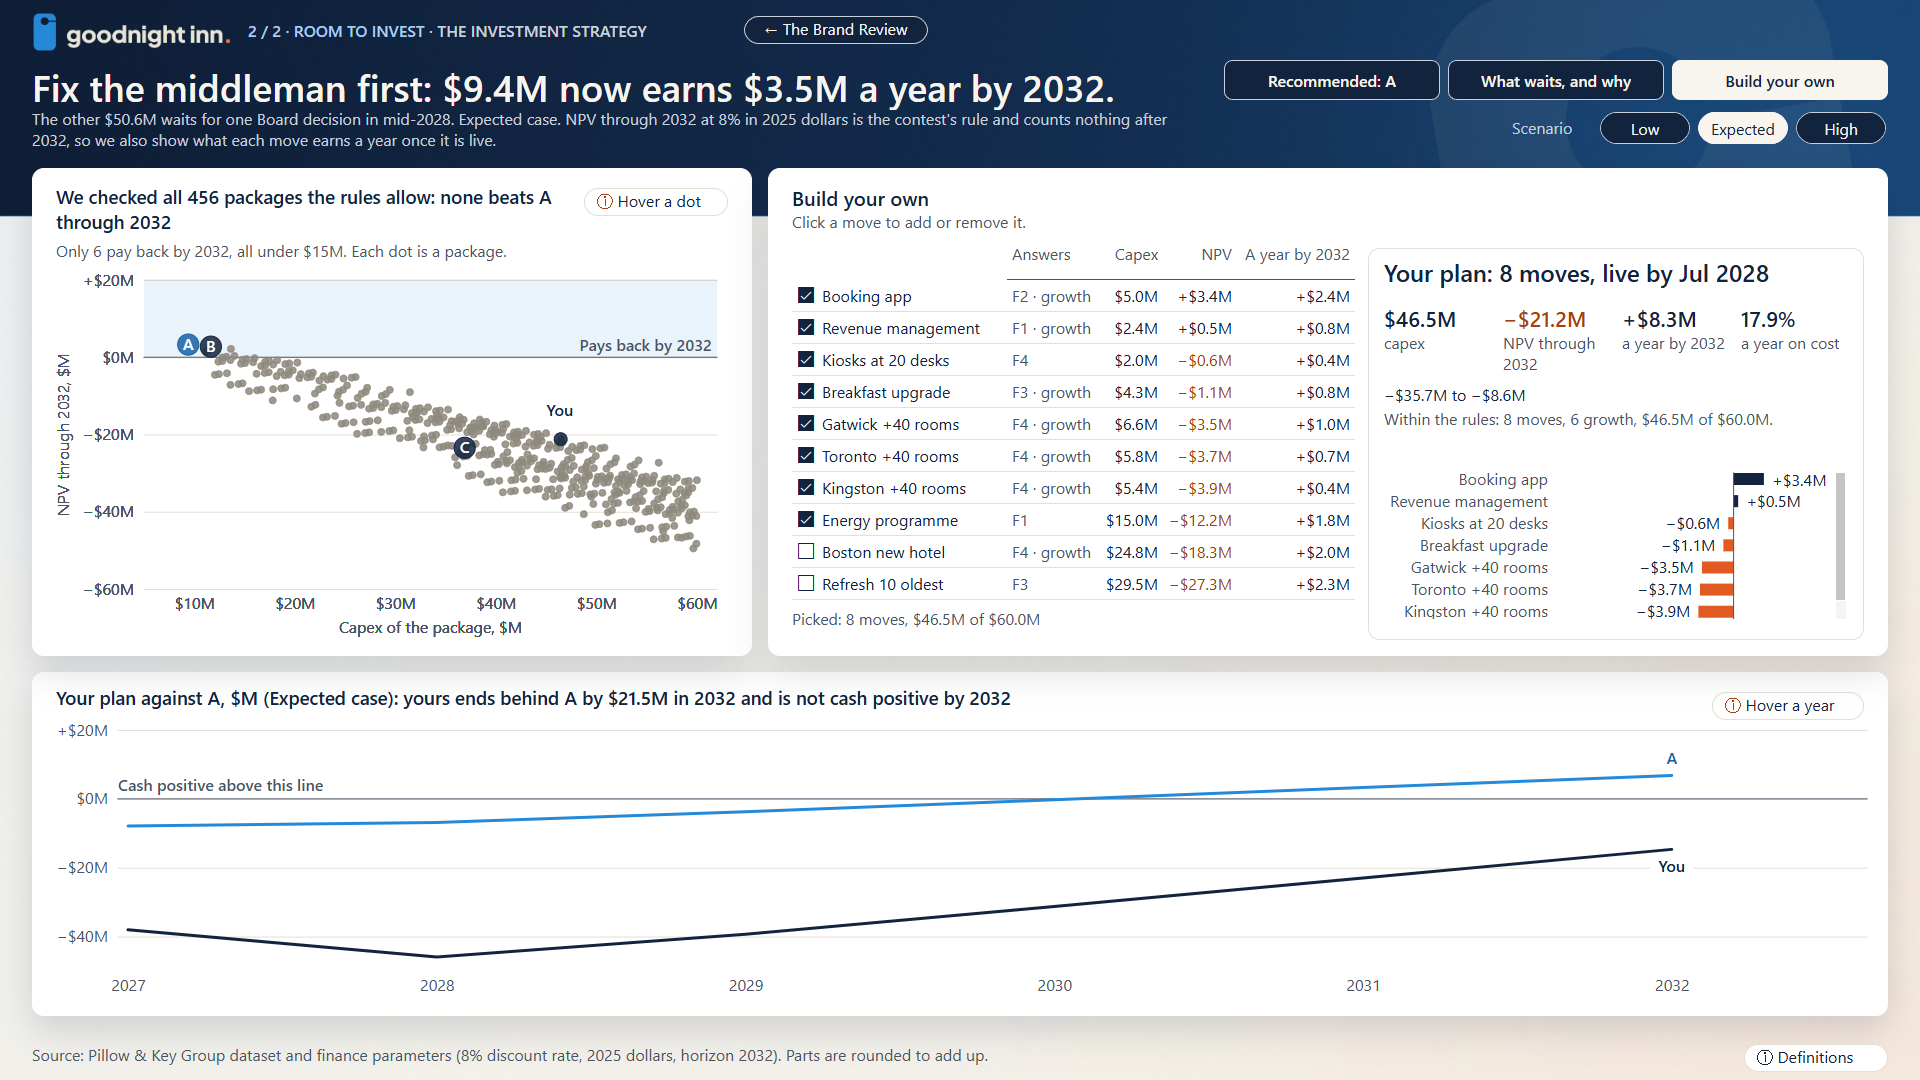 goodnight inn. 2 / 2 · ROOM TO INVEST · THE INVESTMENT STRATEGY
← The Brand Review
Fix the middleman first: $9.4M now earns $3.5M a year by 2032.
The other $50.6M waits for one Board decision in mid-2028. Expected case. NPV through 2032 at 8% in 2025 dollars is the contest's rule and counts nothing after
2032, so we also show what each move earns a year once it is live.
Recommended: A
What waits, and why
Build your own
Scenario
Low
Expected
High
We checked all 456 packages the rules allow: none beats A
through 2032
Hover a dot
Only 6 pay back by 2032, all under $15M. Each dot is a package.
NPV through 2032, $M
+$20M
$0M
−$20M
−$40M
−$60M
A
B
C
You
Pays back by 2032
$10M
$20M
$30M
$40M
$50M
$60M
Capex of the package, $M
Build your own
Click a move to add or remove it.
Answers Capex NPV A year by 2032
Booking app F2 · growth $5.0M +$3.4M +$2.4M
Revenue management F1 · growth $2.4M +$0.5M +$0.8M
Kiosks at 20 desks F4 $2.0M −$0.6M +$0.4M
Breakfast upgrade F3 · growth $4.3M −$1.1M +$0.8M
Gatwick +40 rooms F4 · growth $6.6M −$3.5M +$1.0M
Toronto +40 rooms F4 · growth $5.8M −$3.7M +$0.7M
Kingston +40 rooms F4 · growth $5.4M −$3.9M +$0.4M
Energy programme F1 $15.0M −$12.2M +$1.8M
Boston new hotel F4 · growth $24.8M −$18.3M +$2.0M
Refresh 10 oldest F3 $29.5M −$27.3M +$2.3M
Picked: 8 moves, $46.5M of $60.0M
Your plan: 8 moves, live by Jul 2028
$46.5M −$21.2M +$8.3M 17.9%
capex NPV through a year by 2032 a year on cost
2032
−$35.7M to −$8.6M
Within the rules: 8 moves, 6 growth, $46.5M of $60.0M.
Booking app +$3.4M
Revenue management +$0.5M
Kiosks at 20 desks −$0.6M
Breakfast upgrade −$1.1M
Gatwick +40 rooms −$3.5M
Toronto +40 rooms −$3.7M
Kingston +40 rooms −$3.9M
Your plan against A, $M (Expected case): yours ends behind A by $21.5M in 2032 and is not cash positive by 2032
Hover a year
+$20M
$0M
−$20M
−$40M
Cash positive above this line
A
You
2027
2028
2029
2030
2031
2032
Source: Pillow & Key Group dataset and finance parameters (8% discount rate, 2025 dollars, horizon 2032). Parts are rounded to add up.
Definitions